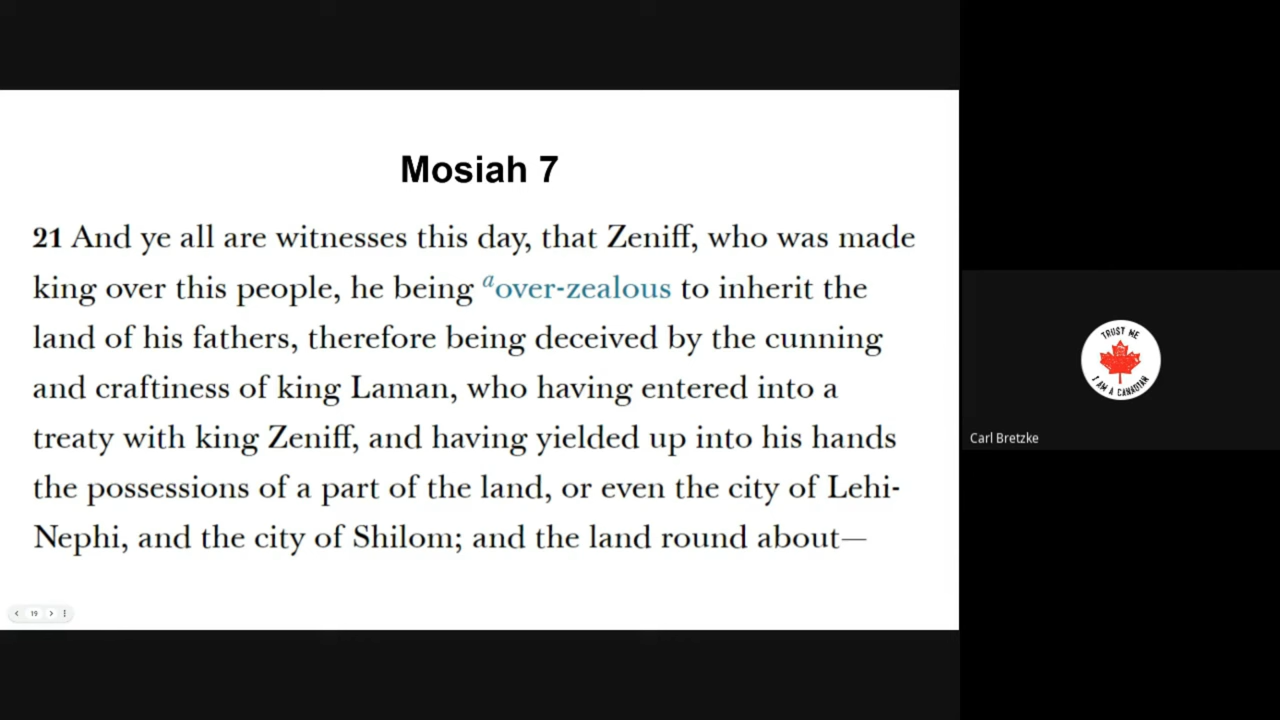 Mosiah 7
21 And ye all are witnesses this day, that Zeniff, who was made
king over this people, he being aover-zealous to inherit the
land of his fathers, therefore being deceived by the cunning
and craftiness of king Laman, who having entered into a
treaty with king Zeniff, and having yielded up into his hands
the possessions of a part of the land, or even the city of Lehi-
Nephi, and the city of Shilom; and the land round about—
19
TRUST ME
I AM A CANADIAN
Carl Bretzke